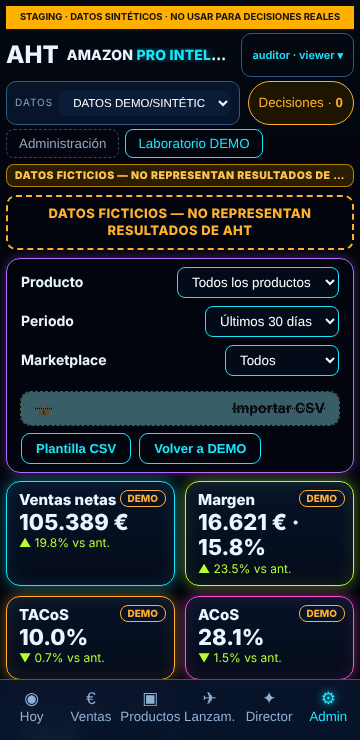 STAGING · DATOS SINTÉTICOS · NO USAR PARA DECISIONES REALES
AHT AMAZON PRO INTEL... auditor · viewer ▾
DATOS DATOS DEMO/SINTÉTIC Decisiones · 0
Administración Laboratorio DEMO
DATOS FICTICIOS — NO REPRESENTAN RESULTADOS DE ...
DATOS FICTICIOS — NO REPRESENTAN
RESULTADOS DE AHT
Producto Todos los productos
Periodo Últimos 30 días
Marketplace Todos
Importar CSV
Plantilla CSV Volver a DEMO
Ventas netas DEMO
105.389 €
▲ 19.8% vs ant.
Margen DEMO
16.621 € ·
15.8%
▲ 23.5% vs ant.
TACoS DEMO
10.0%
▼ 0.7% vs ant.
ACoS DEMO
28.1%
▼ 1.5% vs ant.
Hoy Ventas Productos Lanzam. Director Admin